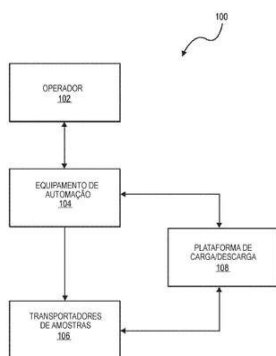 100
OPERADOR
102
EQUIPAMENTO DE
AUTOMAÇÃO
104
PLATAFORMA DE
CARGA/DESCARGA
108
TRANSPORTADORES
DE AMOSTRAS
106